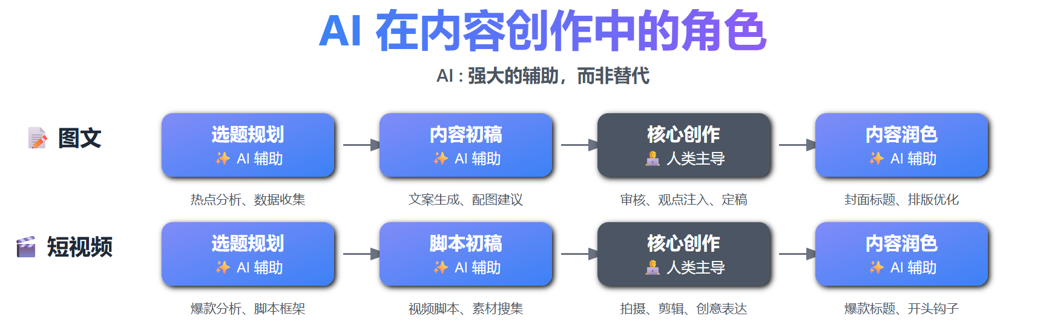 AI 在内容创作中的角色
AI : 强大的辅助，而非替代
图文
选题规划
AI 辅助
热点分析、数据收集
内容初稿
AI 辅助
文案生成、配图建议
核心创作
人类主导
审核、观点注入、定稿
内容润色
AI 辅助
封面标题、排版优化
短视频
选题规划
AI 辅助
爆款分析、脚本框架
脚本初稿
AI 辅助
视频脚本、素材搜集
核心创作
人类主导
拍摄、剪辑、创意表达
内容润色
AI 辅助
爆款标题、开头钩子